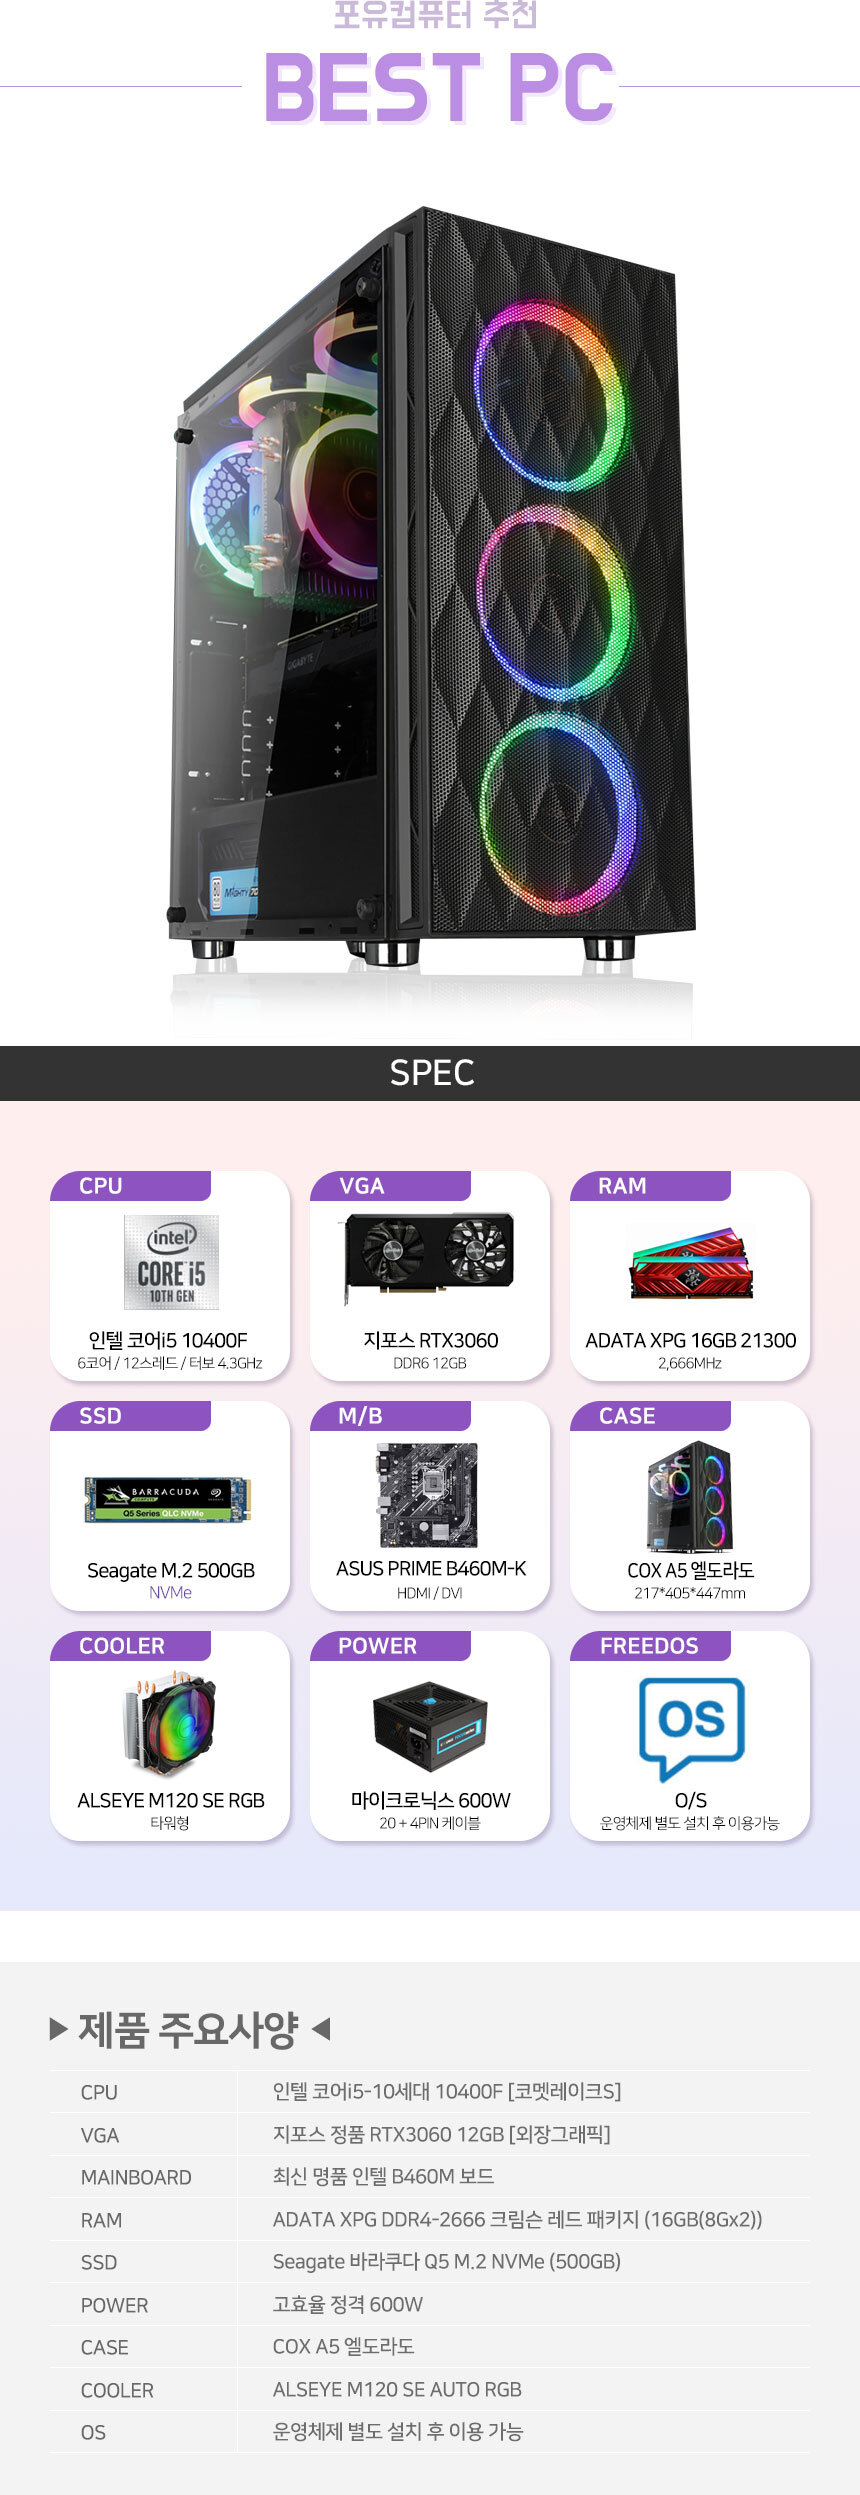 포유컴퓨터 추천
BEST PC
GIGABYTE
MIGHTY
SPEC
CPU
intel
CORE i5
10TH GEN
인텔 코어i5 10400F
6코어 / 12스레드 / 터보 4.3GHz
VGA
지포스 RTX3060
DDR6 12GB
RAM
ADATA XPG 16GB 21300
2,666MHz
SSD
BARRACUDA
Q5 Series QLC NVMe
Seagate M.2 500GB
NVMe
M/B
ASUS PRIME B460M-K
HDMI / DVI
CASE
COX A5 엘도라도
217*405*447mm
COOLER
ALSEYE M120 SE RGB
타워형
POWER
마이크로닉스 600W
20 + 4PIN 케이블
FREEDOS
OS
O/S
운영체제 별도 설치 후 이용가능
▶ 제품 주요사양 ◀
CPU 인텔 코어i5-10세대 10400F [코멧레이크S]
VGA 지포스 정품 RTX3060 12GB [외장그래픽]
MAINBOARD 최신 명품 인텔 B460M 보드
RAM ADATA XPG DDR4-2666 크림슨 레드 패키지 (16GB(8Gx2))
SSD Seagate 바라쿠다 Q5 M.2 NVMe (500GB)
POWER 고효율 정격 600W
CASE COX A5 엘도라도
COOLER ALSEYE M120 SE AUTO RGB
OS 운영체제 별도 설치 후 이용 가능